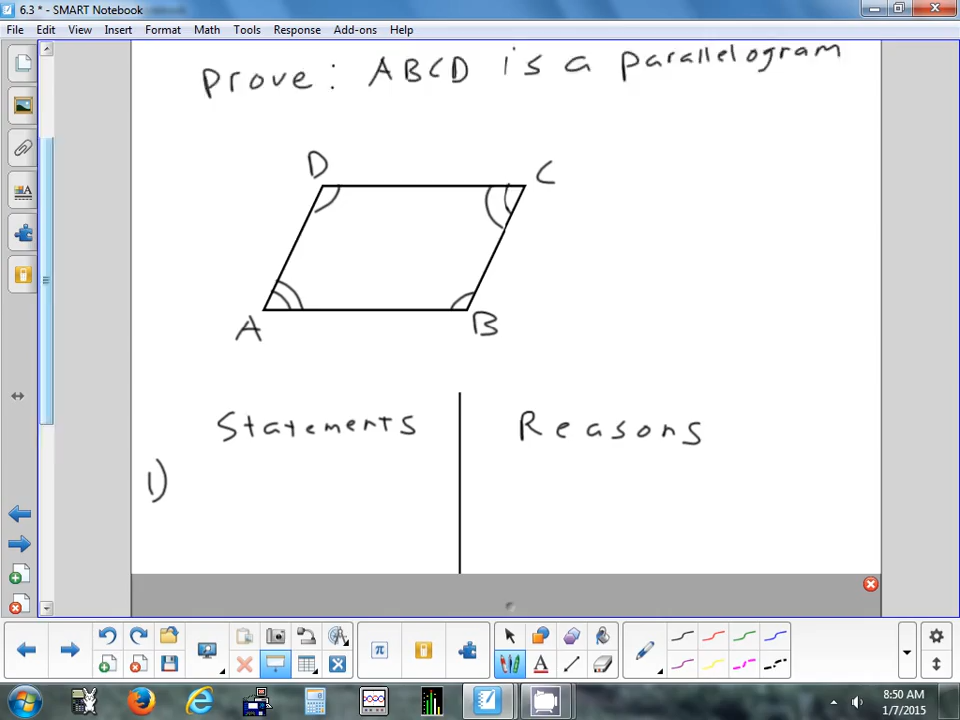 6.3 * - SMART Notebook
File Edit View Insert Format Math Tools Response Add-ons Help
Prove: ABCD is a parallelogram
D C
A B
Statements Reasons
1)
π
A
8:50 AM
1/7/2015